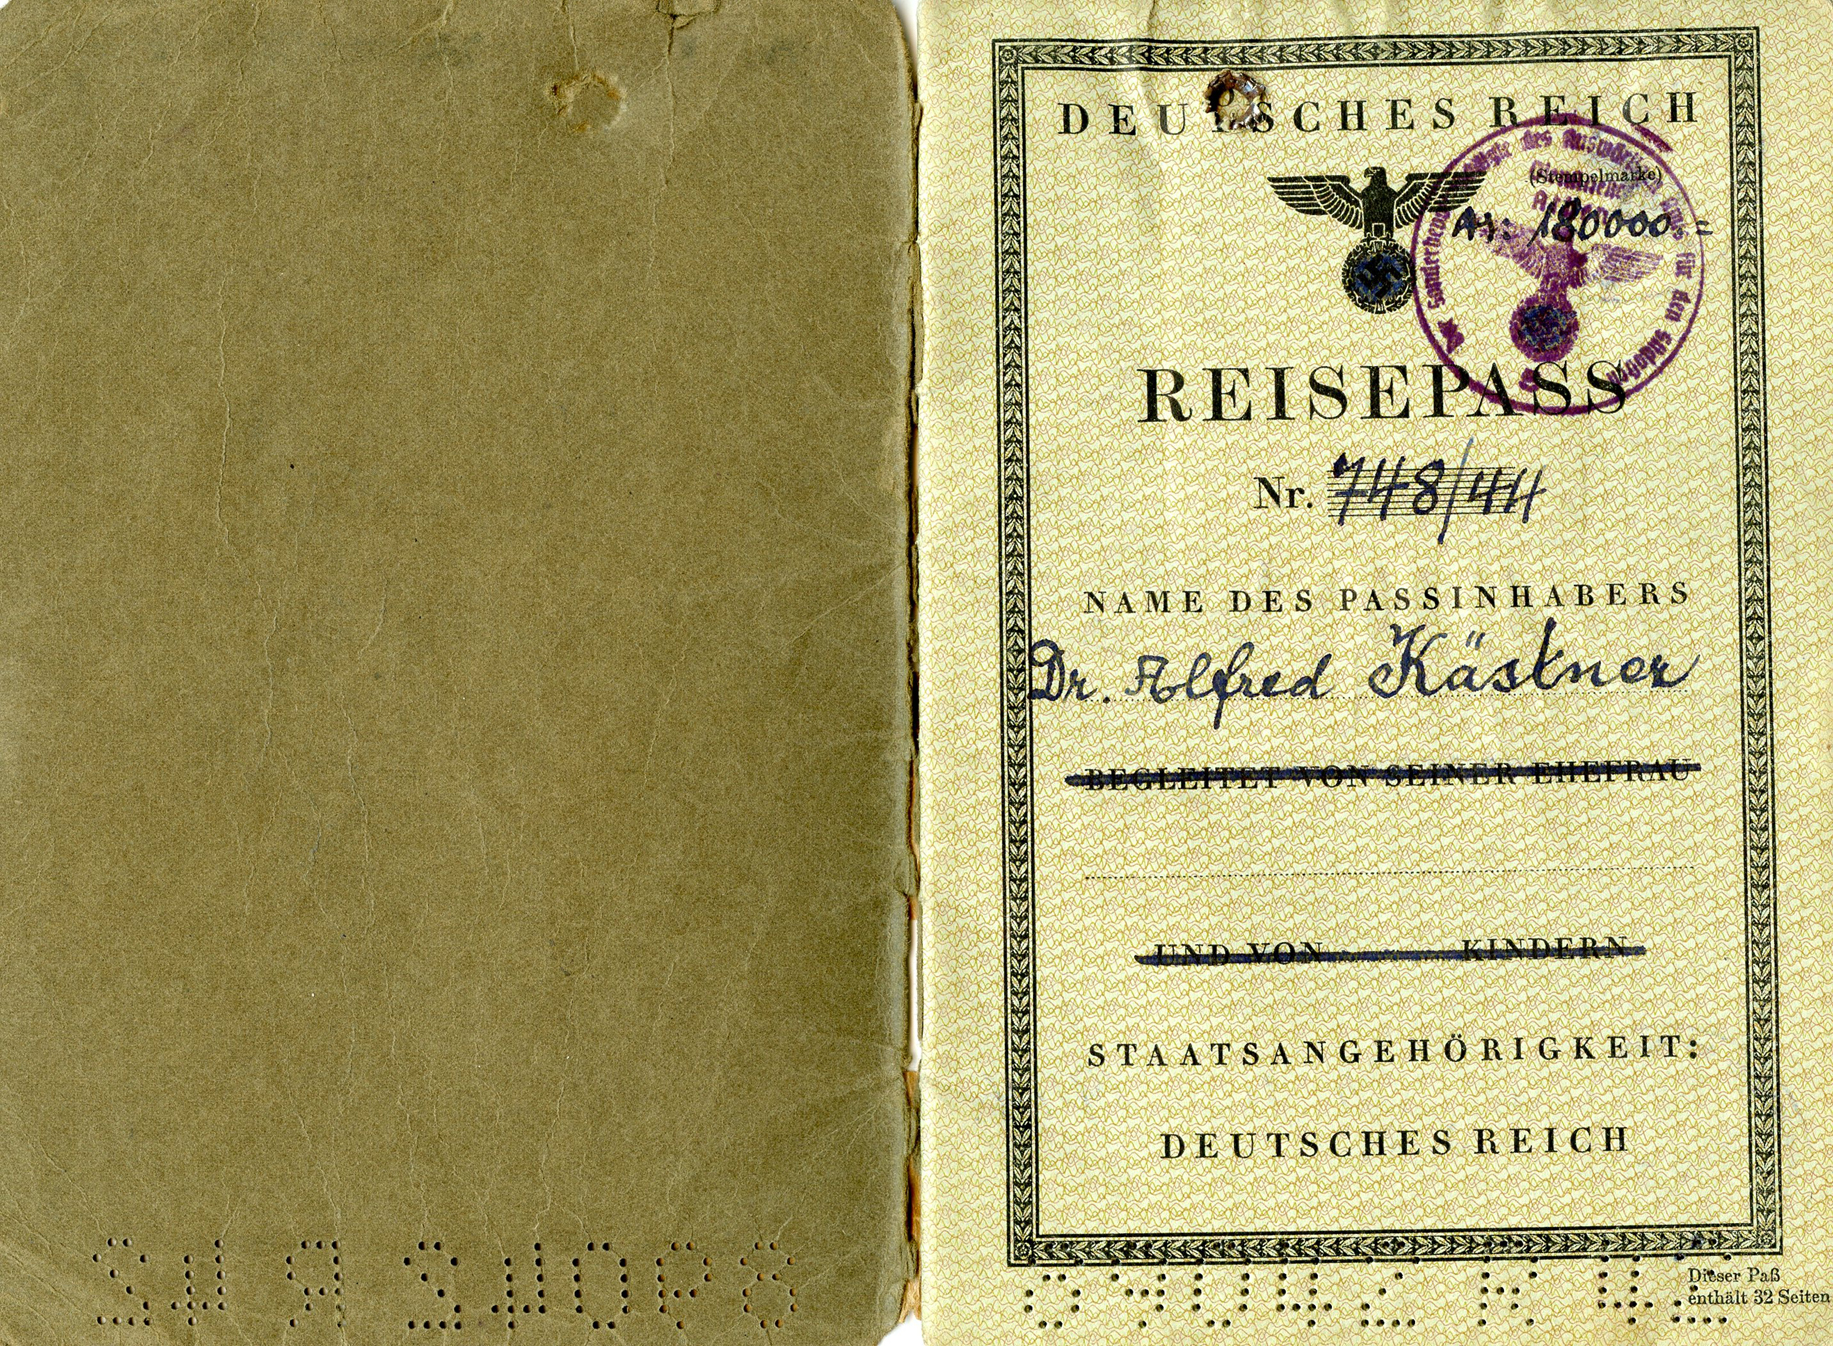 DEUTSCHES REICH
(Stempelmarke)
180000=
REISEPASS
Nr. 748/44
NAME DES PASSINHABERS
Dr. Alfred Kästner
BEGLEITET VON SEINER EHEFRAU
UND VON KINDERN
STAATSANGEHÖRIGKEIT:
DEUTSCHES REICH
Dieser Paß
enthält 32 Seiten